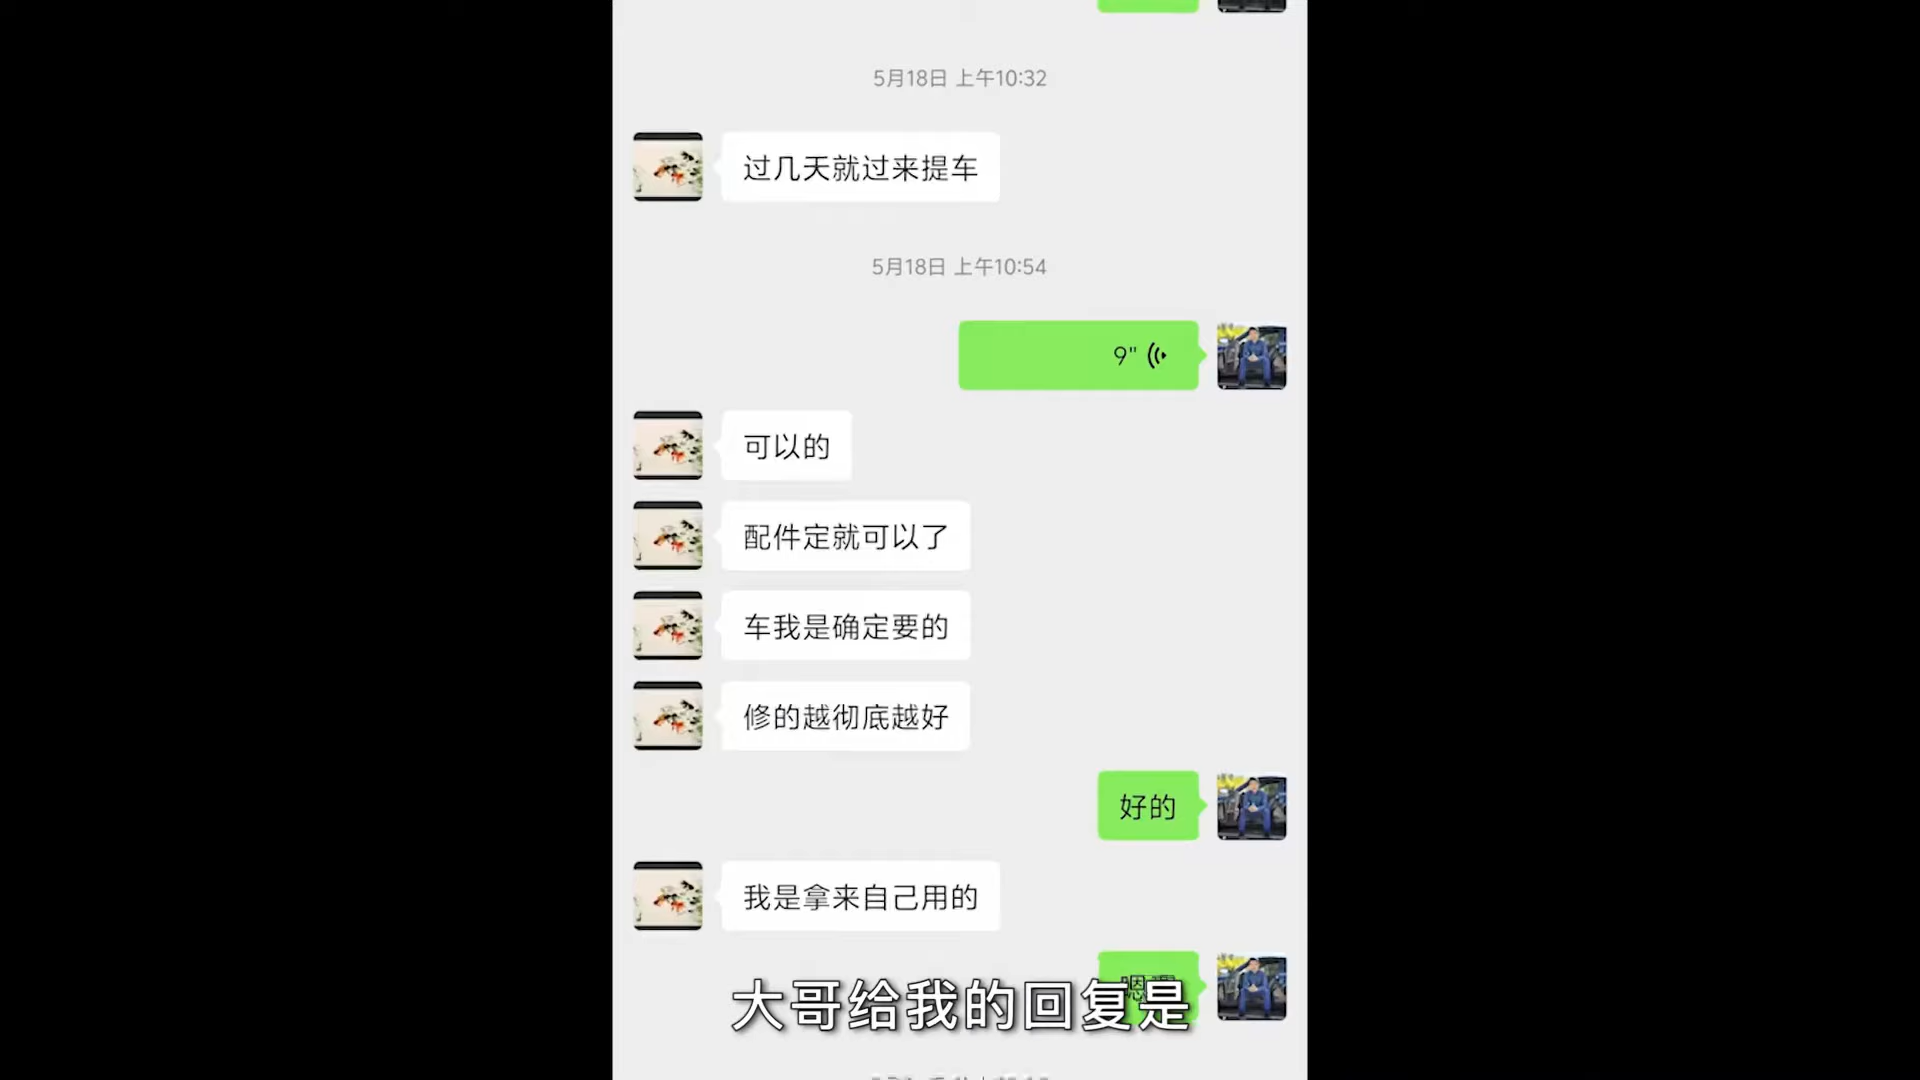 5月18日 上午10:32
过几天就过来提车
5月18日 上午10:54
9"
可以的
配件定就可以了
车我是确定要的
修的越彻底越好
好的
我是拿来自己用的
大哥给我的回复是